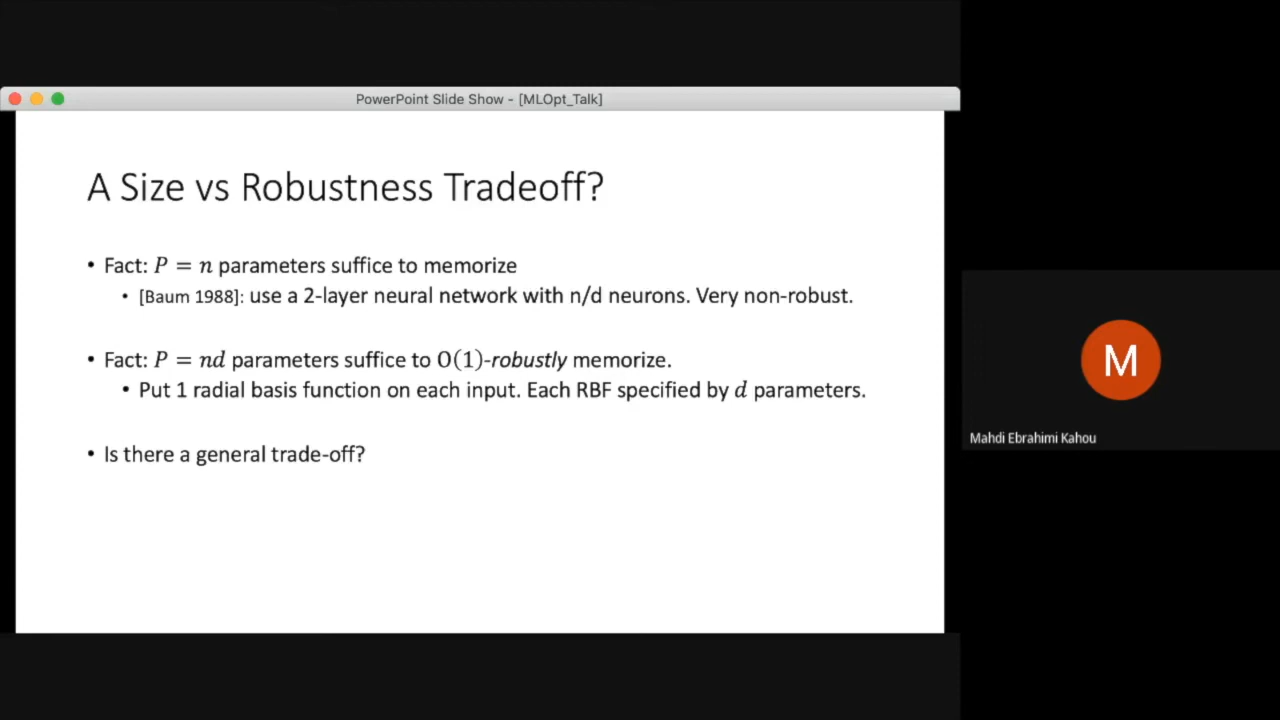 PowerPoint Slide Show - [MLOpt_Talk]
A Size vs Robustness Tradeoff?
• Fact: P = n parameters suffice to memorize
• [Baum 1988]: use a 2-layer neural network with n/d neurons. Very non-robust.
• Fact: P = nd parameters suffice to O(1)-robustly memorize.
• Put 1 radial basis function on each input. Each RBF specified by d parameters.
• Is there a general trade-off?
M
Mahdi Ebrahimi Kahou